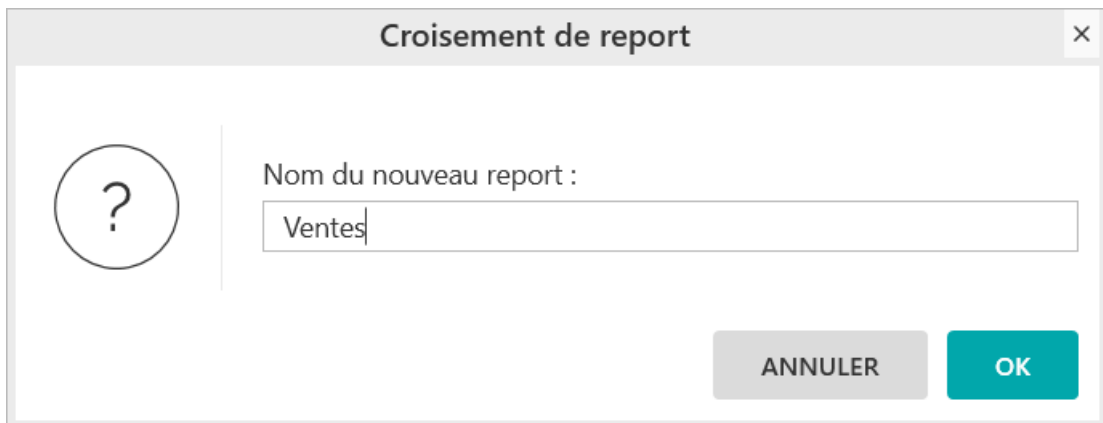 Croisement de report
?
Nom du nouveau report :
Ventes
ANNULER
OK